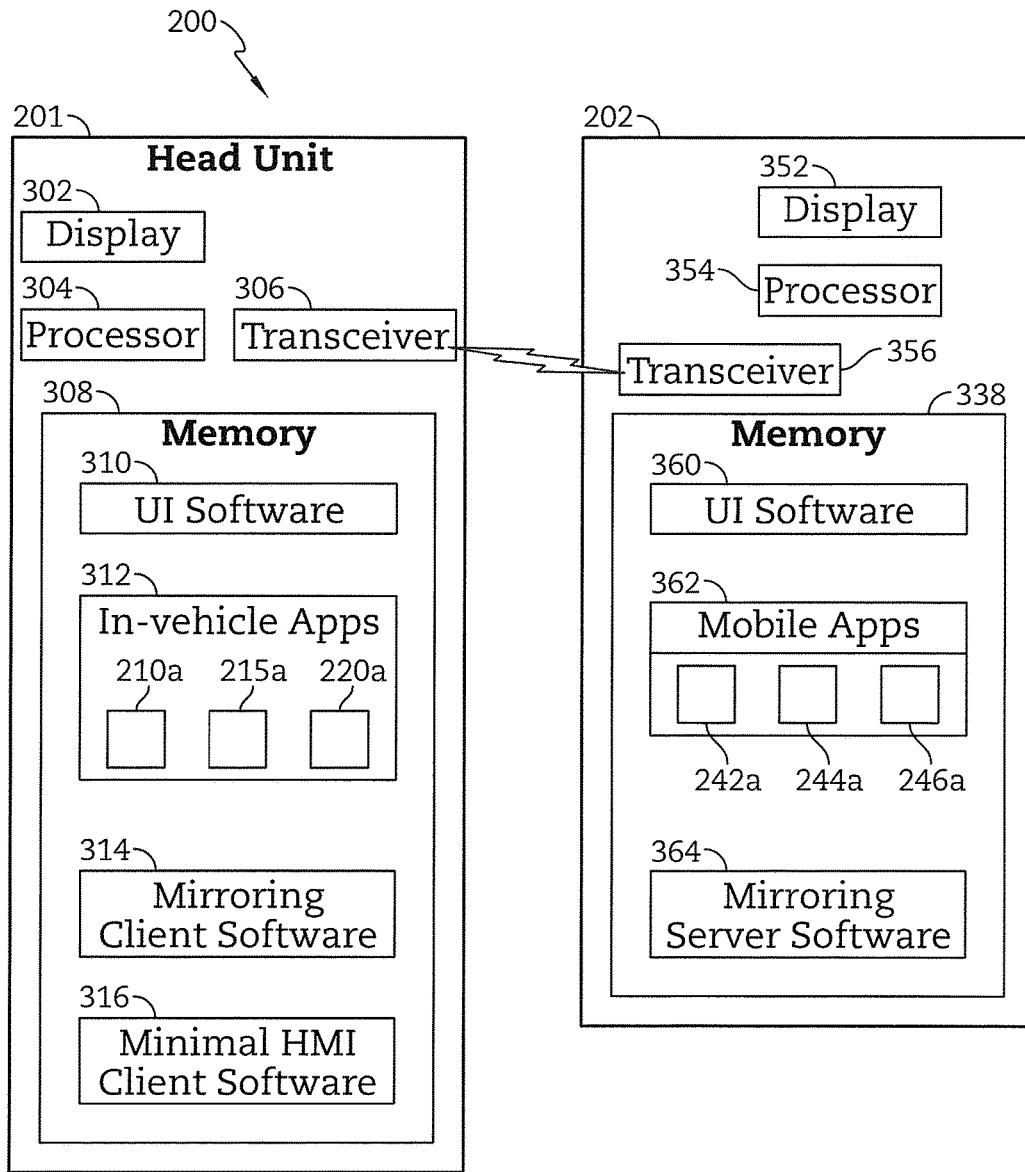 200
201
Head Unit
302
Display
304
Processor
306
Transceiver
308
Memory
310
UI Software
312
In-vehicle Apps
210a 215a 220a
314
Mirroring
Client Software
316
Minimal HMI
Client Software
202
352
Display
354
Processor
Transceiver
356
338
Memory
360
UI Software
362
Mobile Apps
242a 244a 246a
364
Mirroring
Server Software